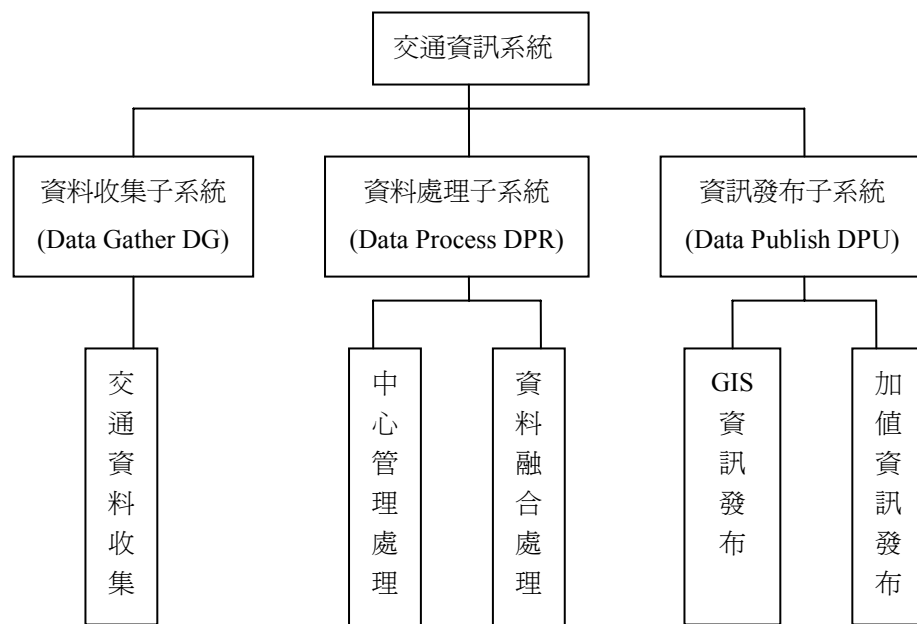 交通資訊系統
資料收集子系統
(Data Gather DG)
資料處理子系統
(Data Process DPR)
資訊發布子系統
(Data Publish DPU)
交通資料收集
中心管理處理
資料融合處理
GIS
資訊發布
加值資訊發布